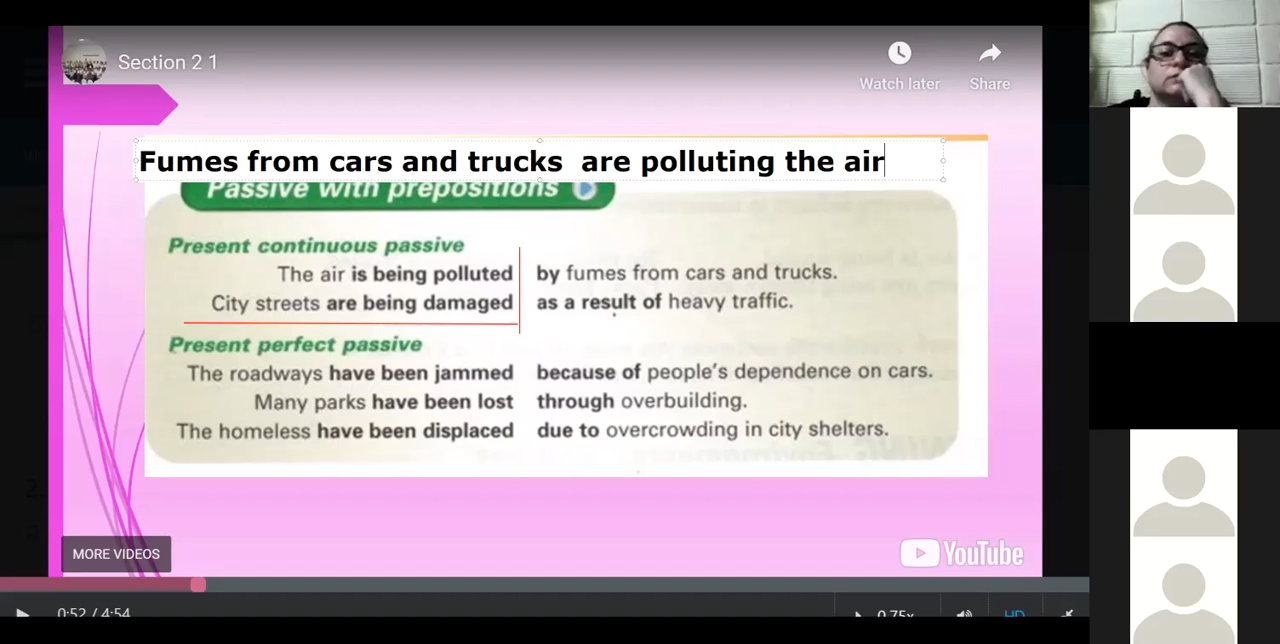 Section 2 1
Watch later
Share
Fumes from cars and trucks are polluting the air
Passive with prepositions
Present continuous passive
The air is being polluted by fumes from cars and trucks.
City streets are being damaged as a result of heavy traffic.
Present perfect passive
The roadways have been jammed because of people's dependence on cars.
Many parks have been lost through overbuilding.
The homeless have been displaced due to overcrowding in city shelters.
MORE VIDEOS
YouTube
0:52 / 4:54
0.75x
HD